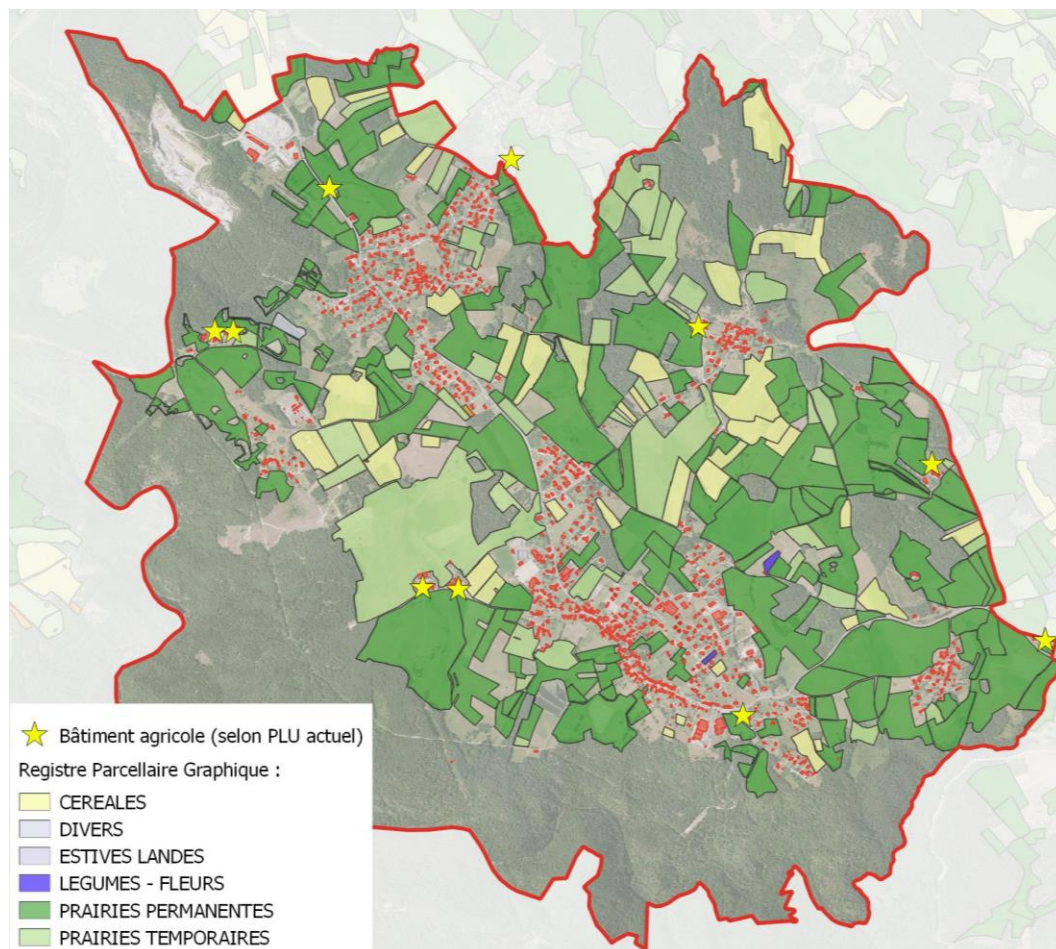 Bâtiment agricole (selon PLU actuel)
Registre Parcellaire Graphique :
CEREALES
DIVERS
ESTIVES LANDES
LEGUMES - FLEURS
PRAIRIES PERMANENTES
PRAIRIES TEMPORAIRES